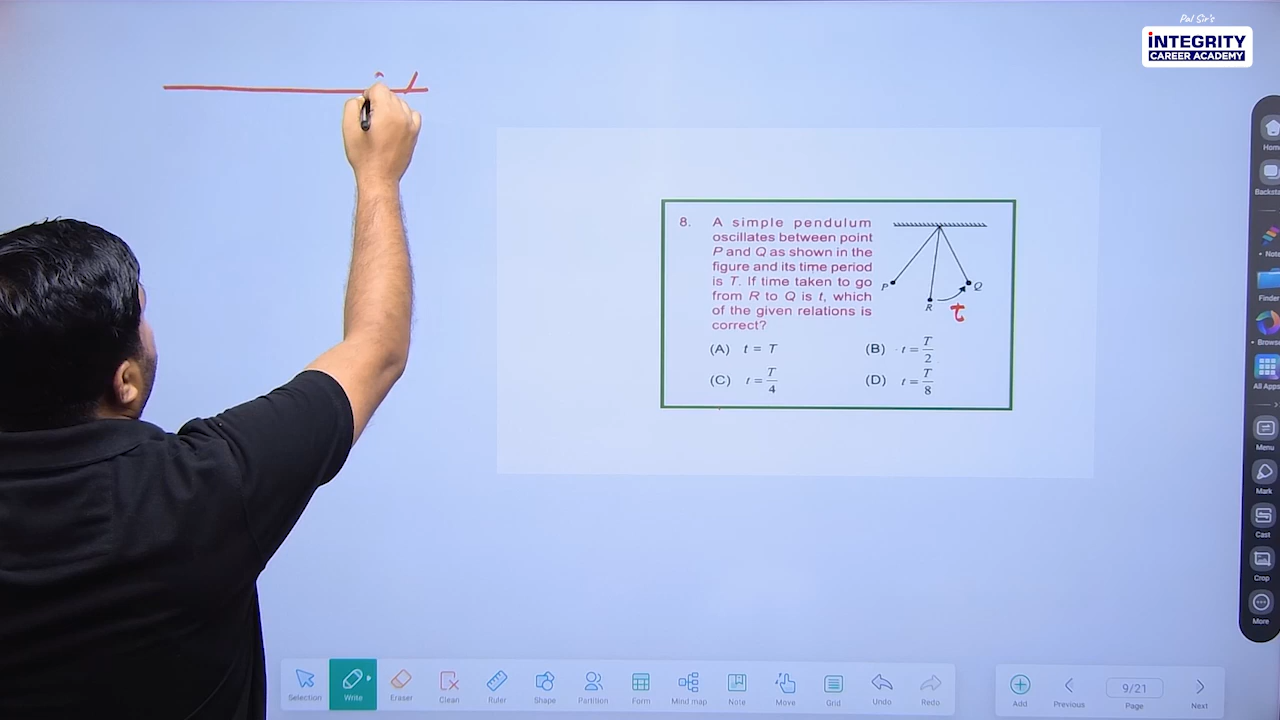 Pal Sir's
INTEGRITY
CAREER ACADEMY
8. A simple pendulum
oscillates between point
P and Q as shown in the
figure and its time period
is T. If time taken to go
from R to Q is t, which
of the given relations is
correct?
P
Q
R
t
(A) t = T
(B) t = T/2
(C) t = T/4
(D) t = T/8
Home
Finder
All Apps
Menu
Mark
Cast
Crop
More
Selection
Write
Eraser
Clean
Ruler
Shape
Partition
Form
Mind map
Note
Move
Grid
Undo
Redo
Add
Previous
9/21
Page
Next